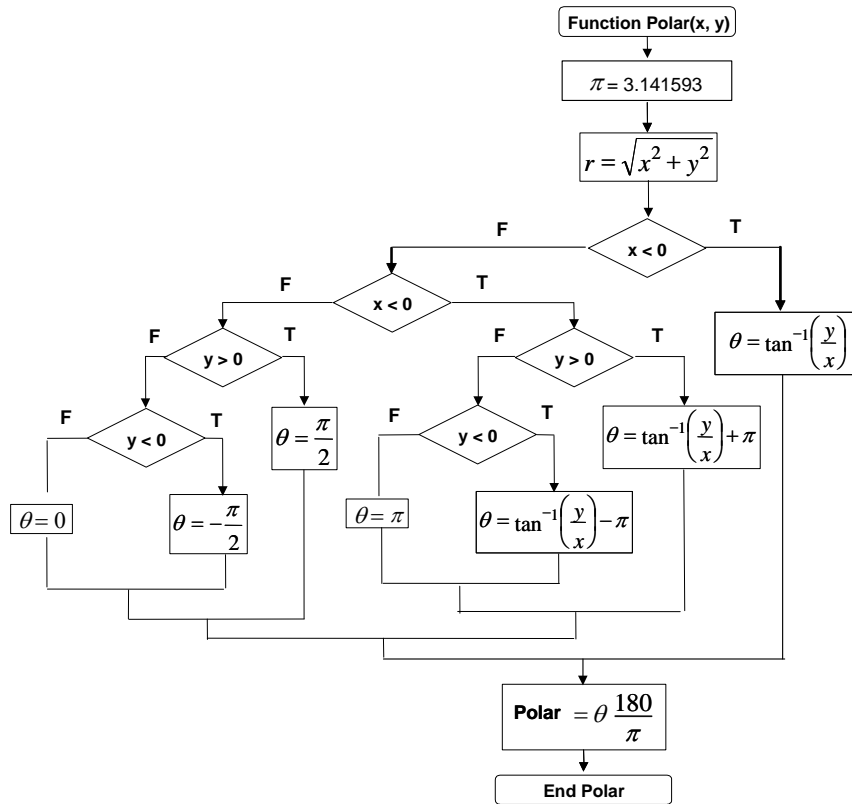 Function Polar(x, y)
π = 3.141593
r = √(x² + y²)
F
T
x < 0
F
T
x < 0
F
T
y > 0
F
T
y > 0
θ = tan⁻¹(y/x)
F
T
y < 0
θ = π/2
F
T
y < 0
θ = tan⁻¹(y/x) + π
θ = 0
θ = −π/2
θ = π
θ = tan⁻¹(y/x) − π
Polar = θ 180/π
End Polar